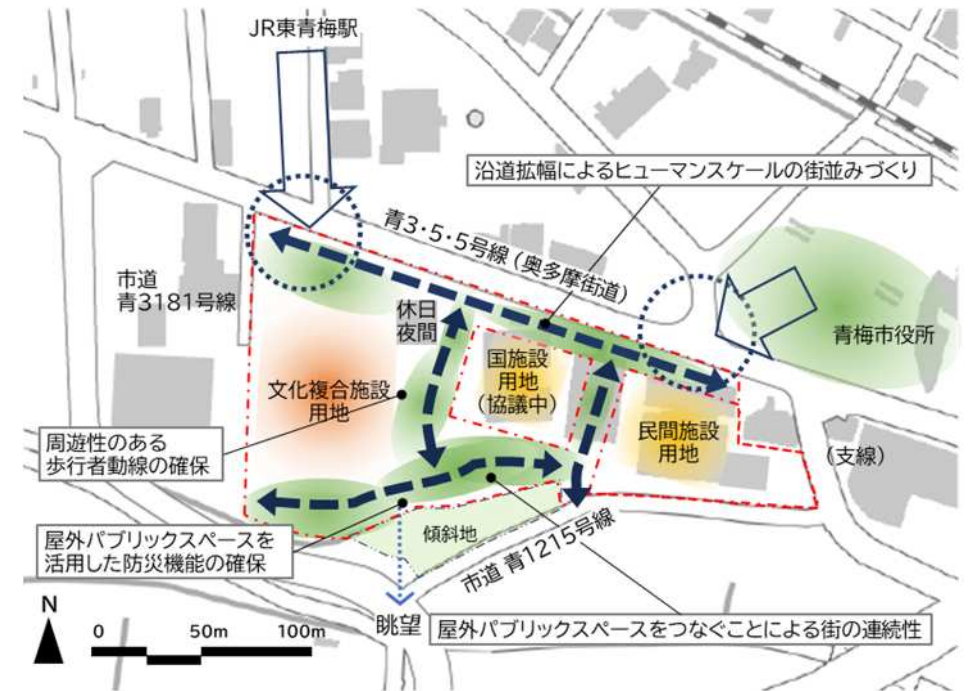 JR東青梅駅
沿道拡幅によるヒューマンスケールの街並みづくり
青3・5・5号線(奥多摩街道)
市道
青3181号線
休日
夜間
青梅市役所
文化複合施設
用地
国施設
用地
(協議中)
民間施設
用地
(支線)
周遊性のある
歩行者動線の確保
屋外パブリックスペースを
活用した防災機能の確保
傾斜地
市道 青1215号線
眺望
屋外パブリックスペースをつなぐことによる街の連続性
N
0 50m 100m